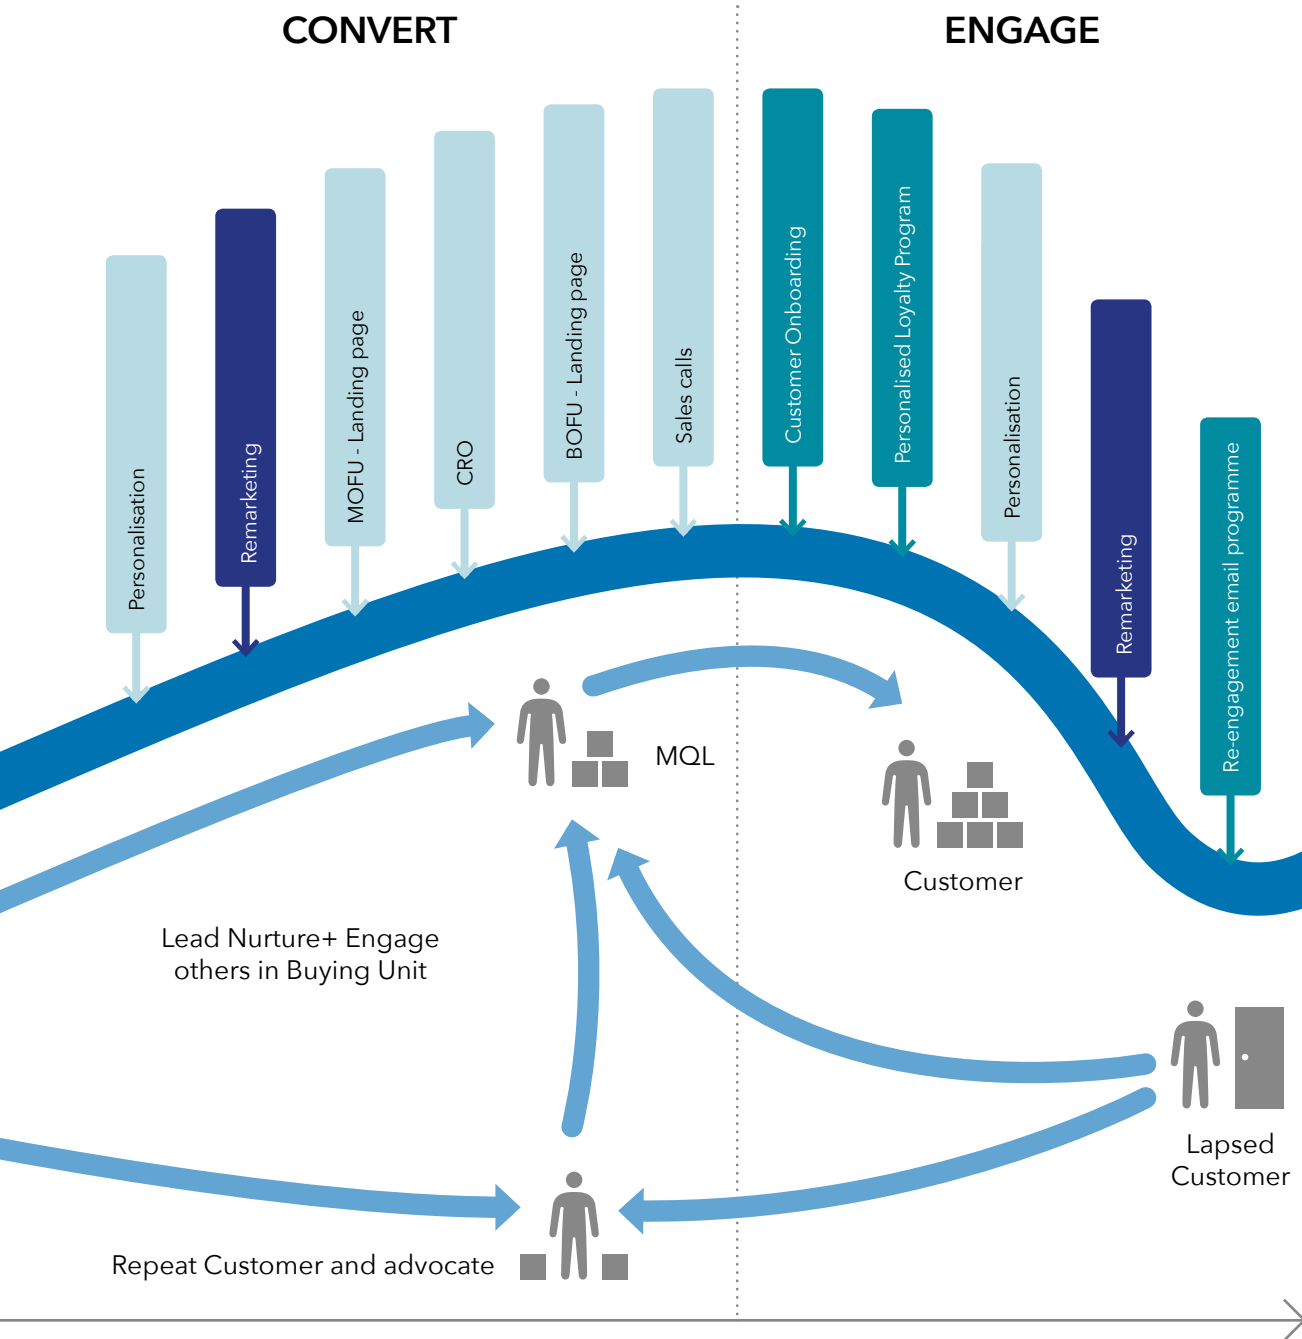 CONVERT
ENGAGE
Personalisation
Remarketing
MOFU - Landing page
CRO
BOFU - Landing page
Sales calls
Customer Onboarding
Personalised Loyalty Program
Personalisation
Remarketing
Re-engagement email programme
MQL
Customer
Lead Nurture+ Engage
others in Buying Unit
Lapsed
Customer
Repeat Customer and advocate